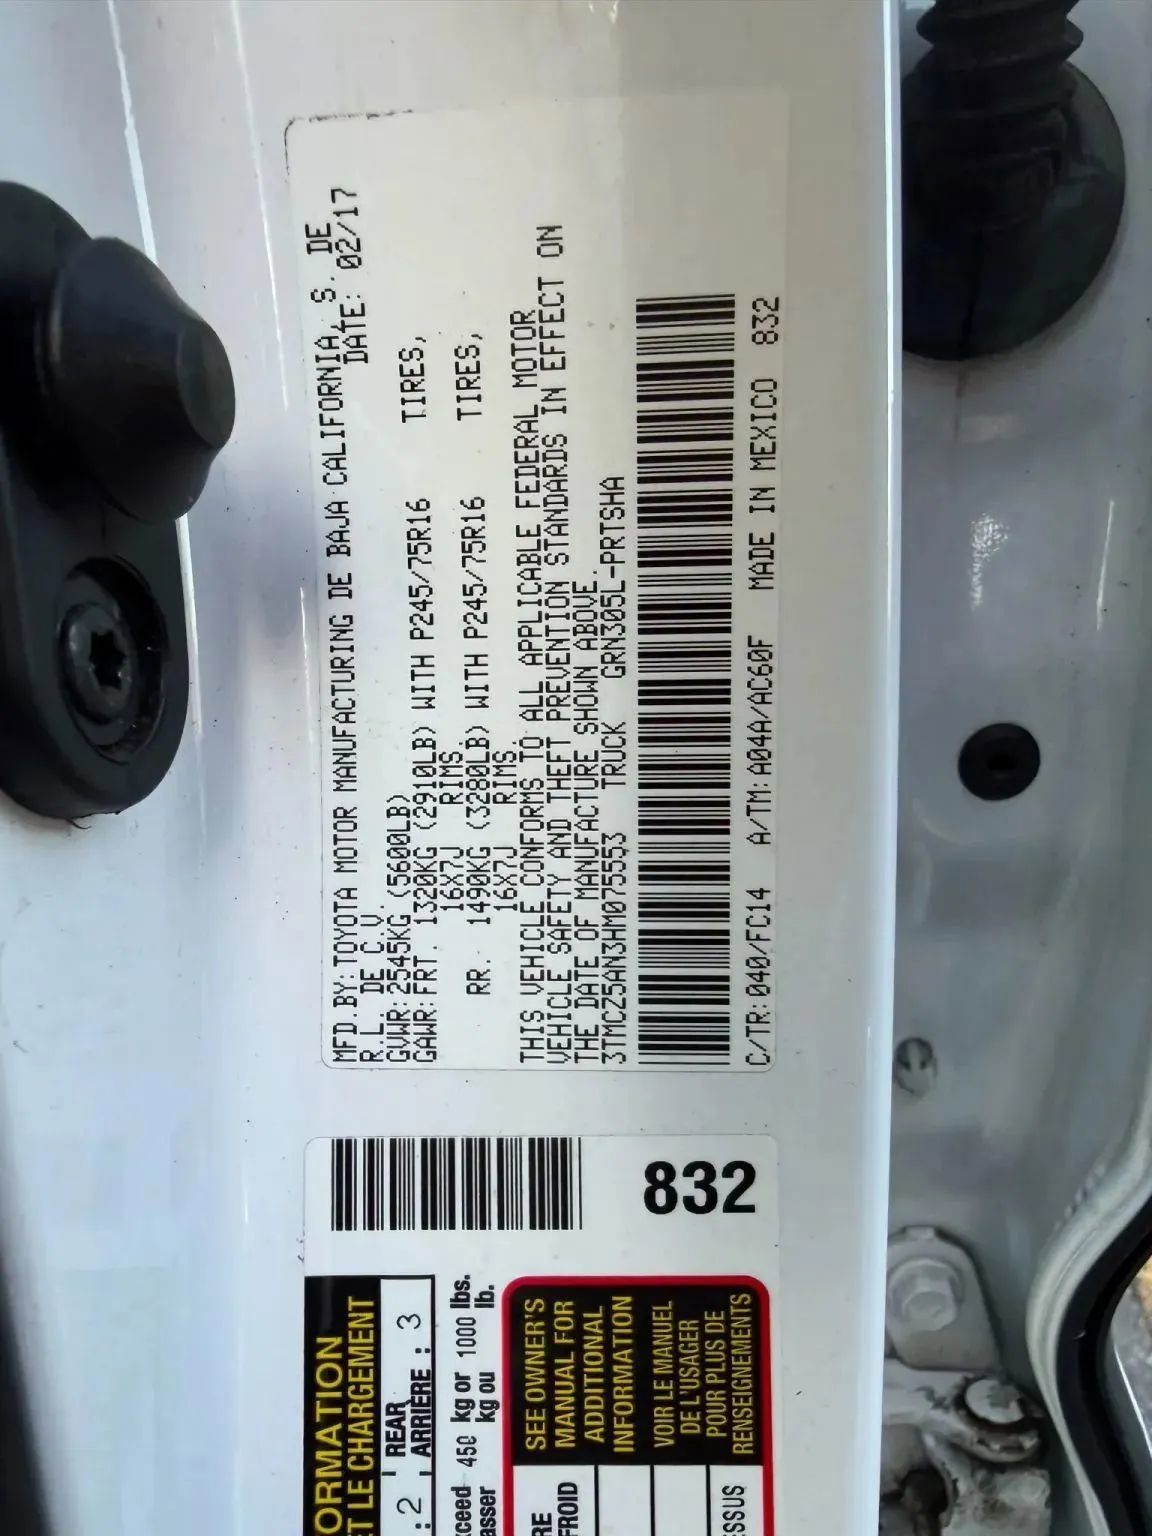 MFD.BY:TOYOTA MOTOR MANUFACTURING DE BAJA CALIFORNIA, S. DE
R.L. DE C.V. DATE: 02/17
GVWR:2545KG (5600LB)
GAWR:FRT. 1320KG (2910LB) WITH P245/75R16 TIRES,
16X7J RIMS.
RR. 1490KG (3280LB) WITH P245/75R16 TIRES,
16X7J RIMS.
THIS VEHICLE CONFORMS TO ALL APPLICABLE FEDERAL MOTOR
VEHICLE SAFETY AND THEFT PREVENTION STANDARDS IN EFFECT ON
THE DATE OF MANUFACTURE SHOWN ABOVE.
3TMCZ5AN3HM075553 TRUCK GRN305L-PRTSHA
C/TR:040/FC14 A/TM:A04A/AC60F MADE IN MEXICO 832
832
ORMATION
ET LE CHARGEMENT
: 2 REAR
ARRIÈRE : 3
xceed 450 kg or 1000 lbs.
asser kg ou lb.
SEE OWNER'S
MANUAL FOR
ADDITIONAL
INFORMATION
VOIR LE MANUEL
DE L'USAGER
POUR PLUS DE
RENSEIGNEMENTS
RE
FROID
ESSUS